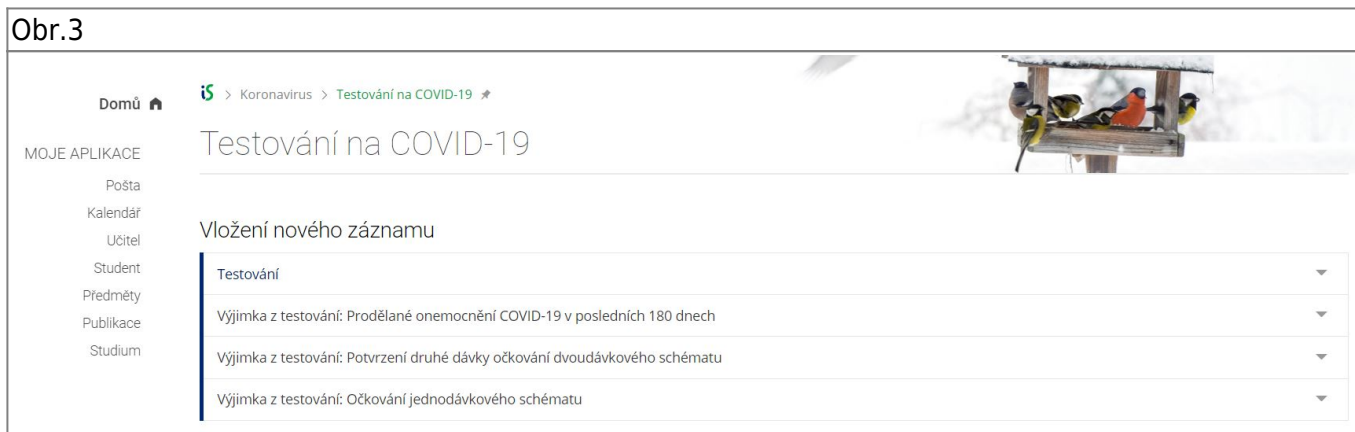 Obr.3
iS > Koronavirus > Testování na COVID-19
Testování na COVID-19
Domů
MOJE APLIKACE
Pošta
Kalendář
Učitel
Student
Předměty
Publikace
Studium
Vložení nového záznamu
Testování
Výjimka z testování: Prodělané onemocnění COVID-19 v posledních 180 dnech
Výjimka z testování: Potvrzení druhé dávky očkování dvoudávkového schématu
Výjimka z testování: Očkování jednodávkového schématu